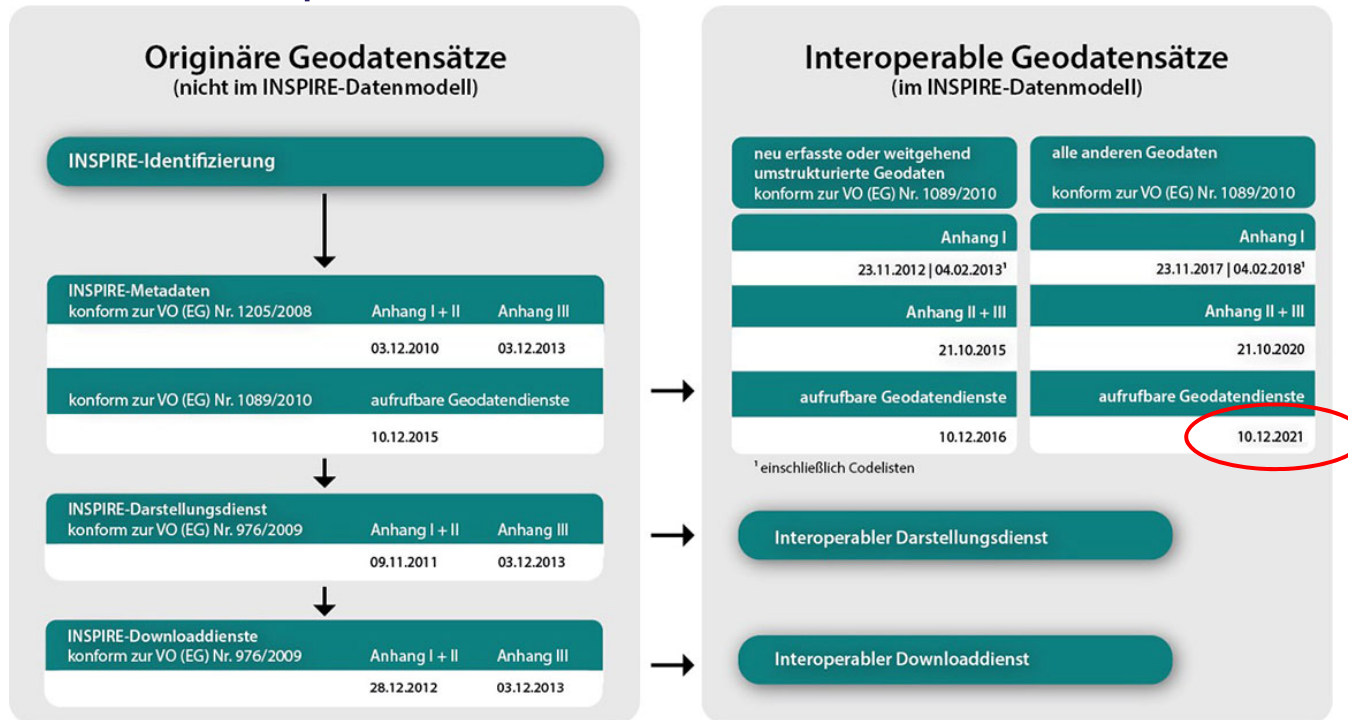 Originäre Geodatensätze
(nicht im INSPIRE-Datenmodell)
INSPIRE-Identifizierung
INSPIRE-Metadaten
konform zur VO (EG) Nr. 1205/2008 Anhang I + II Anhang III
03.12.2010 03.12.2013
konform zur VO (EG) Nr. 1089/2010 aufrufbare Geodatendienste
10.12.2015
INSPIRE-Darstellungsdienst
konform zur VO (EG) Nr. 976/2009 Anhang I + II Anhang III
09.11.2011 03.12.2013
INSPIRE-Downloaddienste
konform zur VO (EG) Nr. 976/2009 Anhang I + II Anhang III
28.12.2012 03.12.2013
Interoperable Geodatensätze
(im INSPIRE-Datenmodell)
neu erfasste oder weitgehend
umstrukturierte Geodaten
konform zur VO (EG) Nr. 1089/2010
Anhang I
23.11.2012 | 04.02.2013¹
Anhang II + III
21.10.2015
aufrufbare Geodatendienste
10.12.2016
alle anderen Geodaten
konform zur VO (EG) Nr. 1089/2010
Anhang I
23.11.2017 | 04.02.2018¹
Anhang II + III
21.10.2020
aufrufbare Geodatendienste
10.12.2021
¹ einschließlich Codelisten
Interoperabler Darstellungsdienst
Interoperabler Downloaddienst